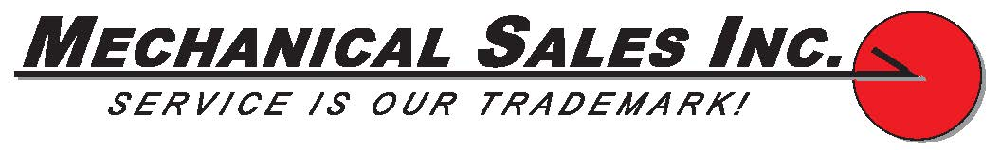 MECHANICAL SALES INC.
SERVICE IS OUR TRADEMARK!